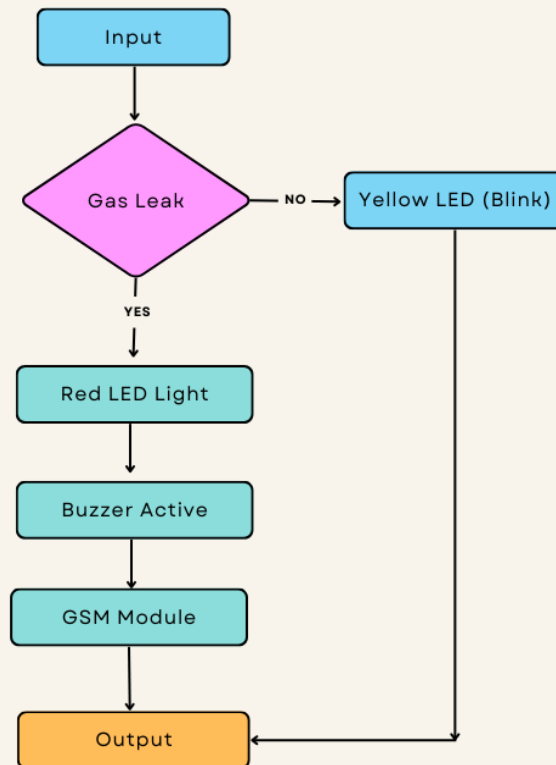 Input
Gas Leak
NO
Yellow LED (Blink)
YES
Red LED Light
Buzzer Active
GSM Module
Output